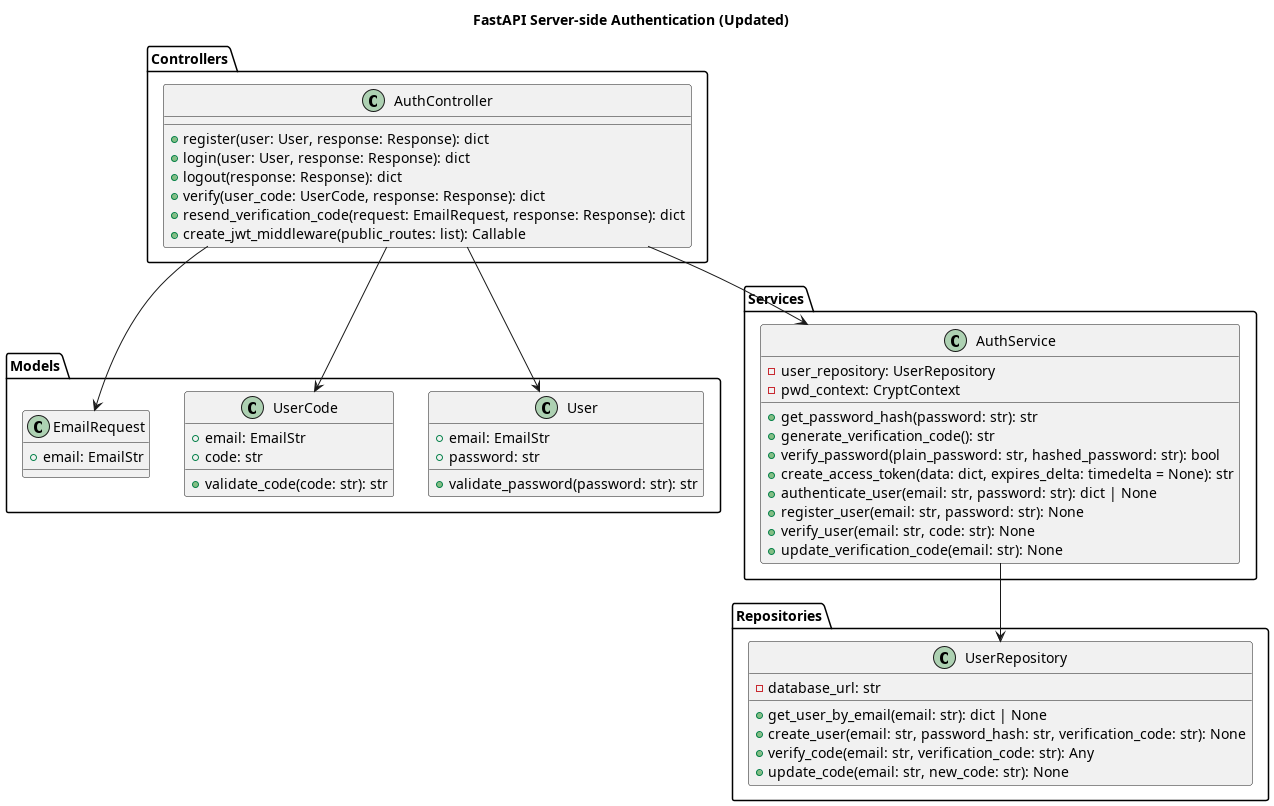 FastAPI Server-side Authentication (Updated)
Controllers
AuthController
register(user: User, response: Response): dict
login(user: User, response: Response): dict
logout(response: Response): dict
verify(user_code: UserCode, response: Response): dict
resend_verification_code(request: EmailRequest, response: Response): dict
create_jwt_middleware(public_routes: list): Callable
Models
EmailRequest
email: EmailStr
UserCode
email: EmailStr
code: str
validate_code(code: str): str
User
email: EmailStr
password: str
validate_password(password: str): str
Services
AuthService
user_repository: UserRepository
pwd_context: CryptContext
get_password_hash(password: str): str
generate_verification_code(): str
verify_password(plain_password: str, hashed_password: str): bool
create_access_token(data: dict, expires_delta: timedelta = None): str
authenticate_user(email: str, password: str): dict | None
register_user(email: str, password: str): None
verify_user(email: str, code: str): None
update_verification_code(email: str): None
Repositories
UserRepository
database_url: str
get_user_by_email(email: str): dict | None
create_user(email: str, password_hash: str, verification_code: str): None
verify_code(email: str, verification_code: str): Any
update_code(email: str, new_code: str): None